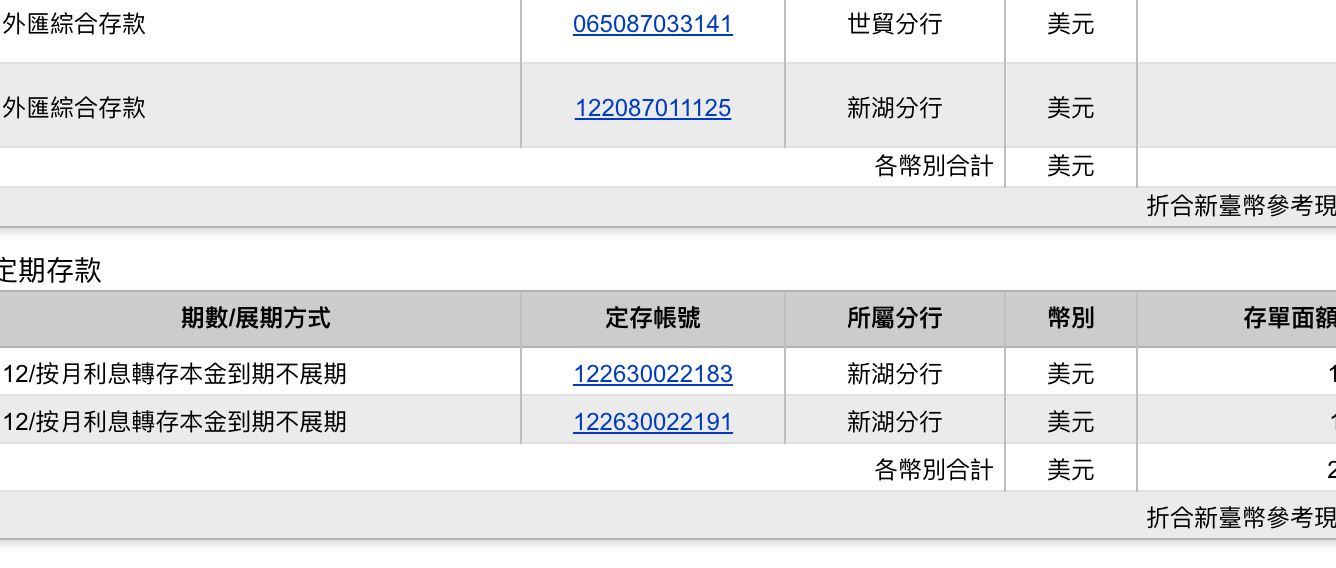 外匯綜合存款 065087033141 世貿分行 美元
外匯綜合存款 122087011125 新湖分行 美元
各幣別合計 美元
折合新臺幣參考現
定期存款
期數/展期方式 定存帳號 所屬分行 幣別 存單面額
12/按月利息轉存本金到期不展期 122630022183 新湖分行 美元 1
12/按月利息轉存本金到期不展期 122630022191 新湖分行 美元 1
各幣別合計 美元 2
折合新臺幣參考現